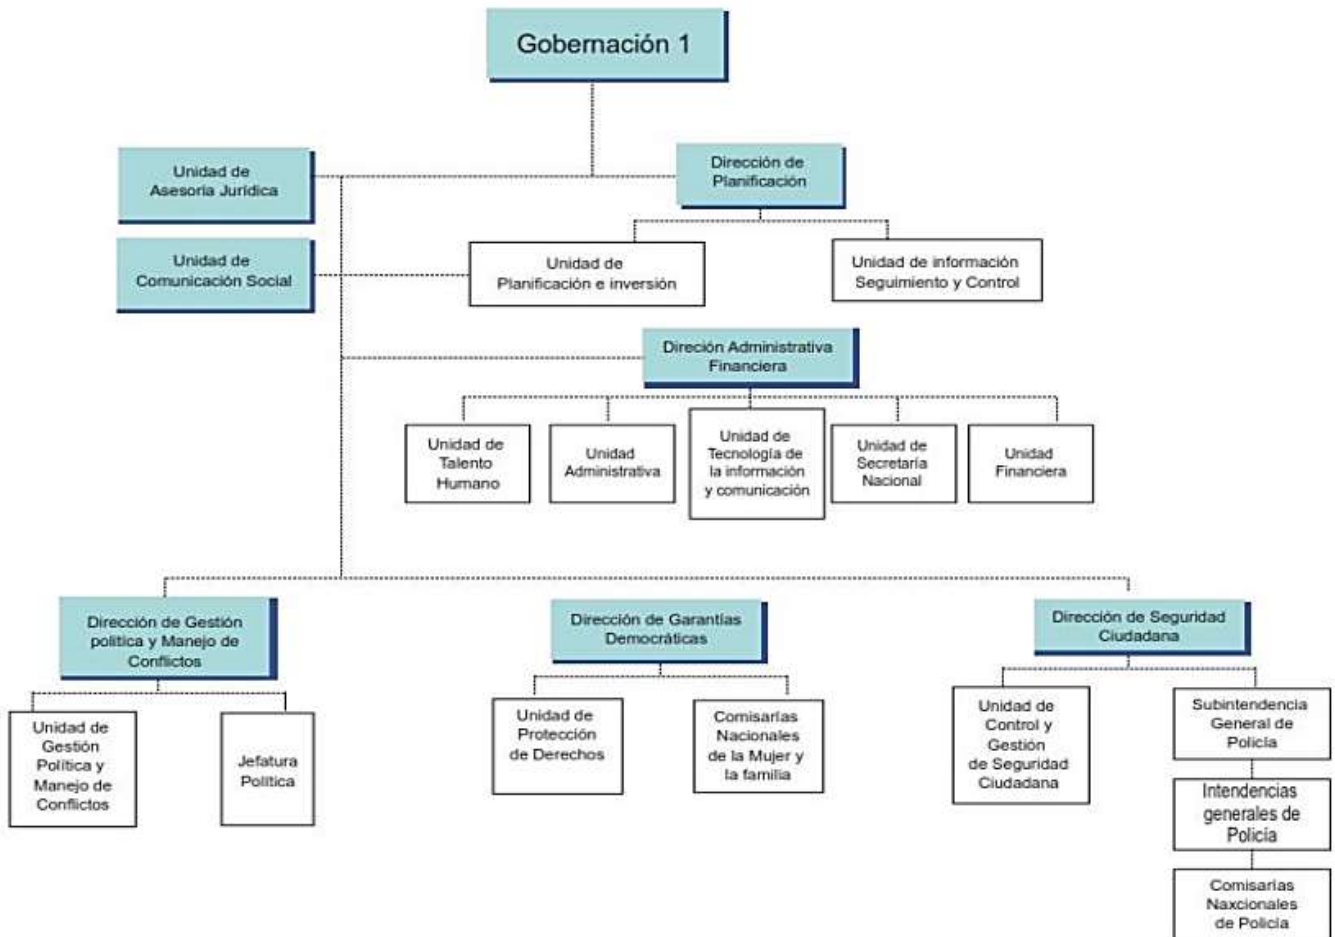 Gobernación 1
Unidad de
Asesoria Jurídica
Dirección de
Planificación
Unidad de
Comunicación Social
Unidad de
Planificación e inversión
Unidad de información
Seguimiento y Control
Direción Administrativa
Financiera
Unidad de
Talento
Humano
Unidad
Administrativa
Unidad de
Tecnología de
la información
y comunicación
Unidad de
Secretaría
Nacional
Unidad
Financiera
Dirección de Gestión
política y Manejo de
Conflictos
Dirección de Garantías
Democráticas
Dirección de Seguridad
Ciudadana
Unidad de
Gestión
Política y
Manejo de
Conflictos
Jefatura
Política
Unidad de
Protección
de Derechos
Comisarías
Nacionales
de la Mujer y
la familia
Unidad de
Control y
Gestión
de Seguridad
Ciudadana
Subintendencia
General de
Policía
Intendencias
generales de
Policía
Comisarías
Naxcionales
de Policía